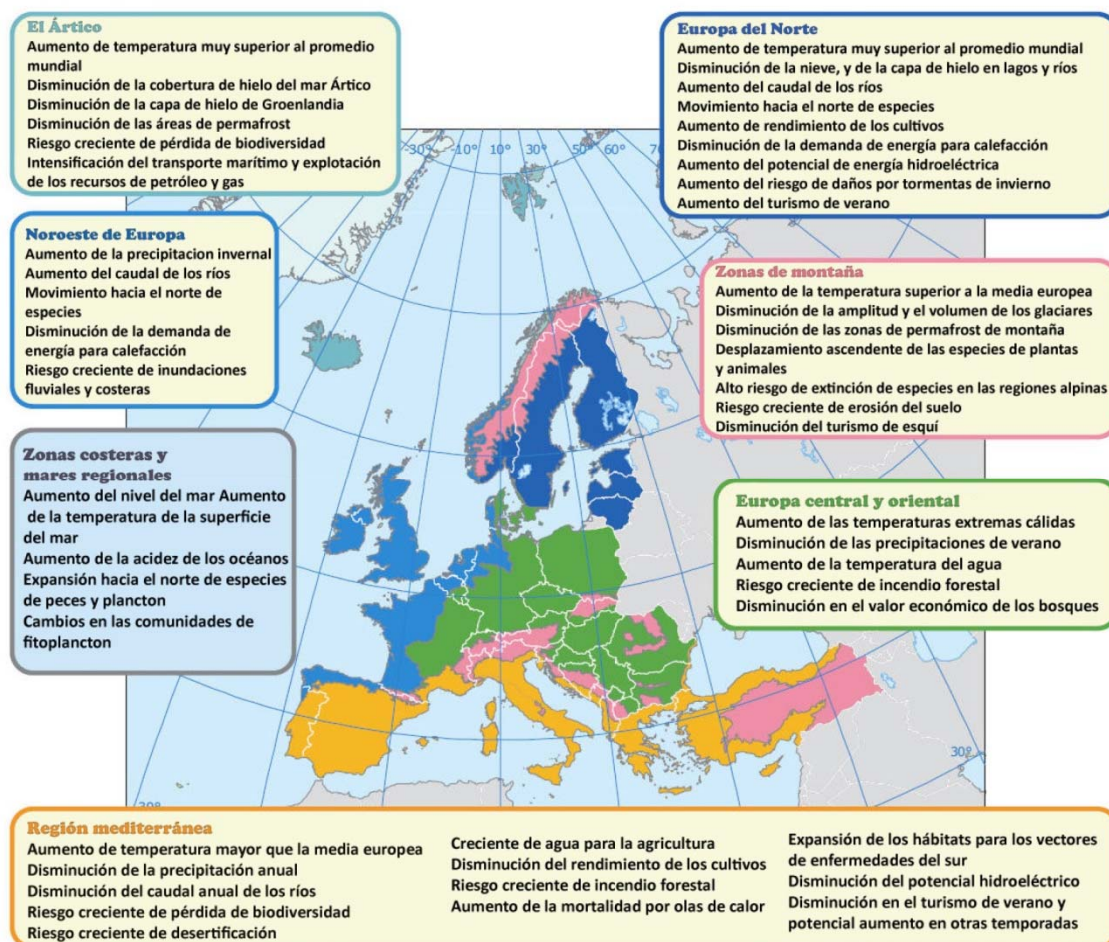 El Ártico
Aumento de temperatura muy superior al promedio
mundial
Disminución de la cobertura de hielo del mar Ártico
Disminución de la capa de hielo de Groenlandia
Disminución de las áreas de permafrost
Riesgo creciente de pérdida de biodiversidad
Intensificación del transporte marítimo y explotación
de los recursos de petróleo y gas
Europa del Norte
Aumento de temperatura muy superior al promedio mundial
Disminución de la nieve, y de la capa de hielo en lagos y ríos
Aumento del caudal de los ríos
Movimiento hacia el norte de especies
Aumento de rendimiento de los cultivos
Disminución de la demanda de energía para calefacción
Aumento del potencial de energía hidroeléctrica
Aumento del riesgo de daños por tormentas de invierno
Aumento del turismo de verano
-30° -10° 10° 30° 50° 60° 70
Noroeste de Europa
Aumento de la precipitacion invernal
Aumento del caudal de los ríos
Movimiento hacia el norte de
especies
Disminución de la demanda de
energía para calefacción
Riesgo creciente de inundaciones
fluviales y costeras
Zonas de montaña
Aumento de la temperatura superior a la media europea
Disminución de la amplitud y el volumen de los glaciares
Disminución de las zonas de permafrost de montaña
Desplazamiento ascendente de las especies de plantas
y animales
Alto riesgo de extinción de especies en las regiones alpinas
Riesgo creciente de erosión del suelo
Disminución del turismo de esquí
Zonas costeras y
mares regionales
Aumento del nivel del mar Aumento
de la temperatura de la superficie
del mar
Aumento de la acidez de los océanos
Expansión hacia el norte de especies
de peces y plancton
Cambios en las comunidades de
fitoplancton
Europa central y oriental
Aumento de las temperaturas extremas cálidas
Disminución de las precipitaciones de verano
Aumento de la temperatura del agua
Riesgo creciente de incendio forestal
Disminución en el valor económico de los bosques
30°
30°
Región mediterránea
Aumento de temperatura mayor que la media europea
Disminución de la precipitación anual
Disminución del caudal anual de los ríos
Riesgo creciente de pérdida de biodiversidad
Riesgo creciente de desertificación
Creciente de agua para la agricultura
Disminución del rendimiento de los cultivos
Riesgo creciente de incendio forestal
Aumento de la mortalidad por olas de calor
Expansión de los hábitats para los vectores
de enfermedades del sur
Disminución del potencial hidroeléctrico
Disminución en el turismo de verano y
potencial aumento en otras temporadas